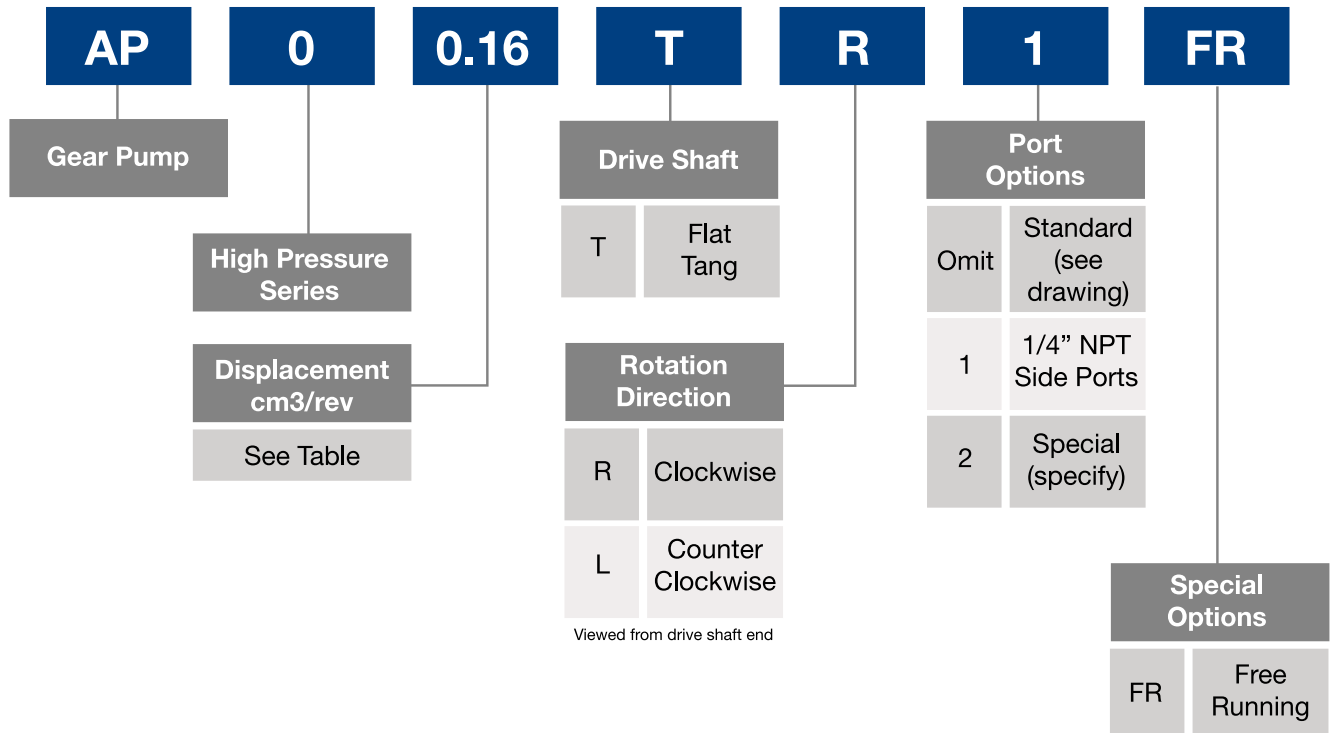 AP 0 0.16 T R 1 FR
Gear Pump
High Pressure
Series
Displacement
cm3/rev
See Table
Drive Shaft
T
Flat
Tang
Rotation
Direction
R
Clockwise
L
Counter
Clockwise
Viewed from drive shaft end
Port
Options
Omit
Standard
(see
drawing)
1
1/4” NPT
Side Ports
2
Special
(specify)
Special
Options
FR
Free
Running